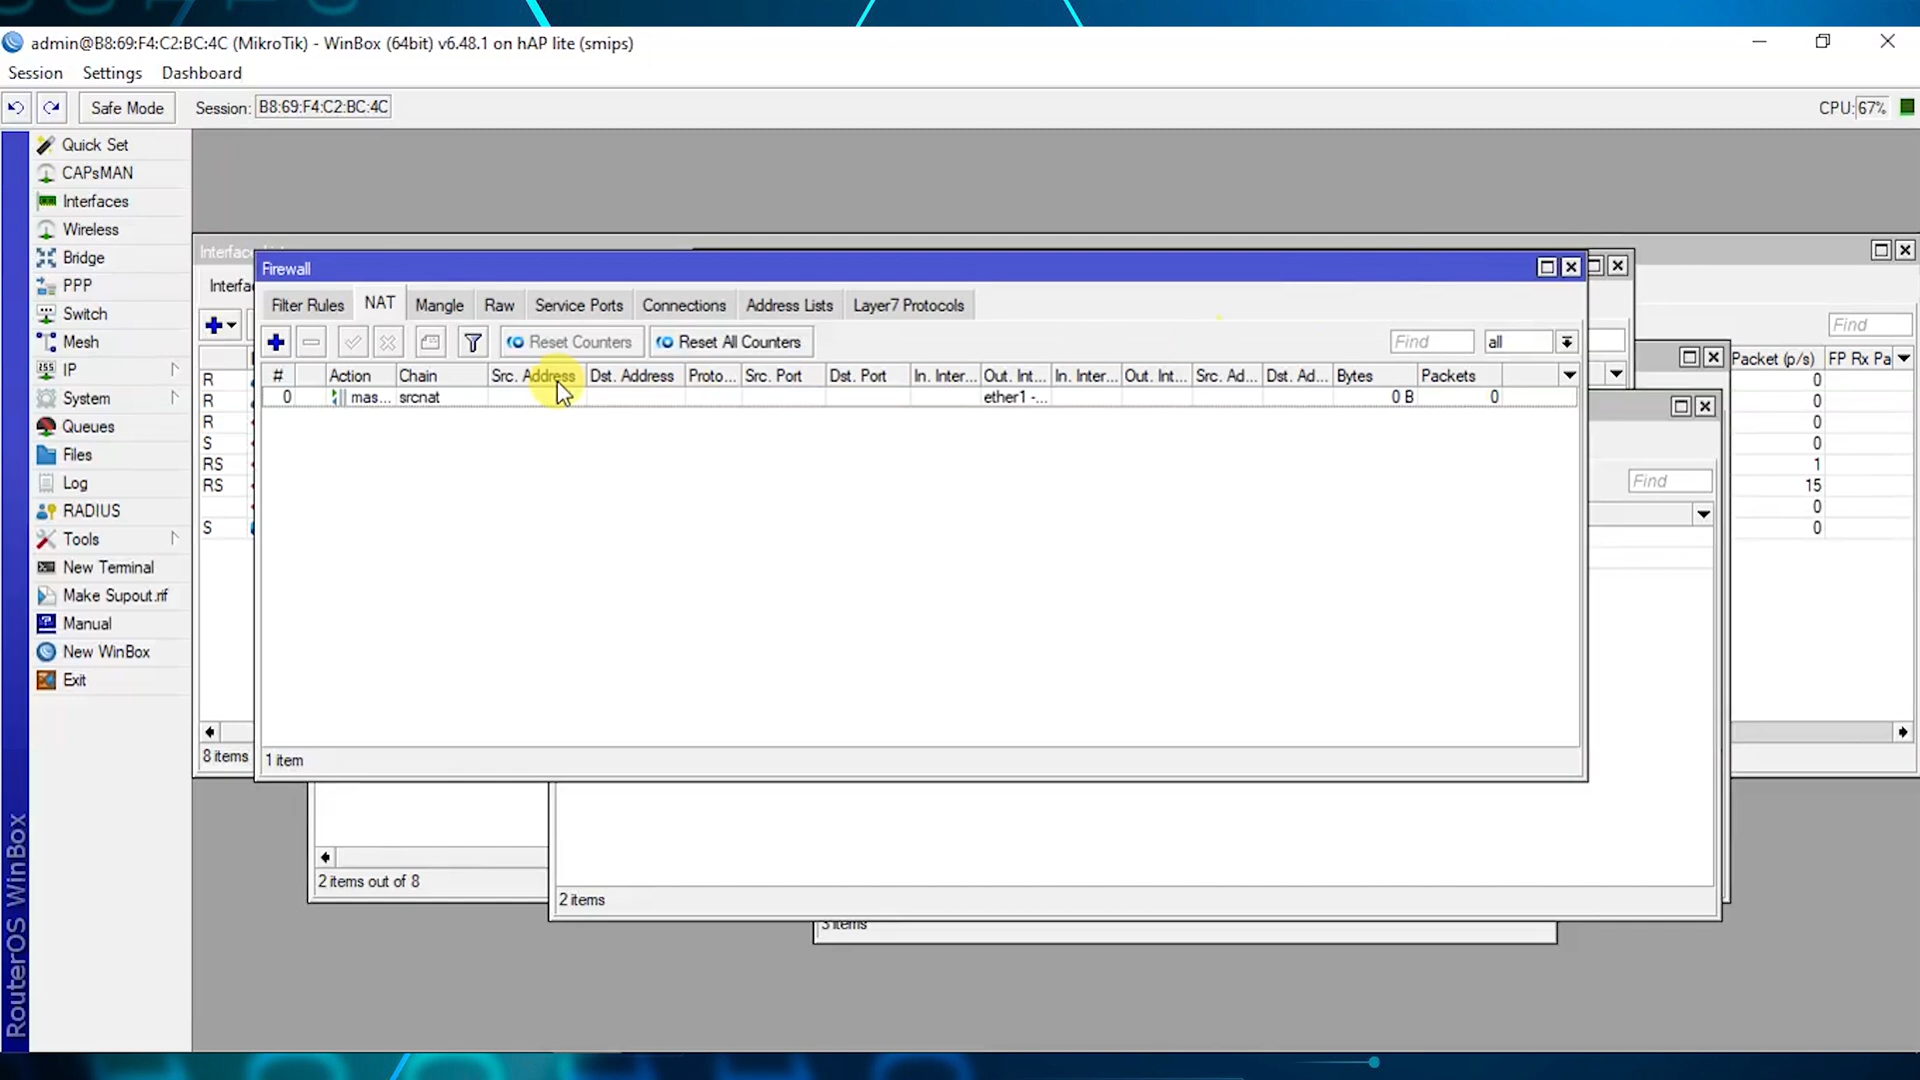 admin@B8:69:F4:C2:BC:4C (MikroTik) - WinBox (64bit) v6.48.1 on hAP lite (smips)
Session Settings Dashboard
Safe Mode Session: B8:69:F4:C2:BC:4C CPU: 67%
Quick Set
CAPsMAN
Interfaces
Wireless
Bridge
PPP
Switch
Mesh
IP
System
Queues
Files
Log
RADIUS
Tools
New Terminal
Make Supout.rif
Manual
New WinBox
Exit
RouterOS WinBox
Firewall
Filter Rules NAT Mangle Raw Service Ports Connections Address Lists Layer7 Protocols
Reset Counters Reset All Counters Find all
# Action Chain Src. Address Dst. Address Proto... Src. Port Dst. Port In. Inter... Out. Int... In. Inter... Out. Int... Src. Ad... Dst. Ad... Bytes Packets
0 mas... srcnat ether1 -... 0 B 0
1 item
R
R
R
S
RS
RS
S
8 items
Find
Packet (p/s) FP Rx Pa
0
0
0
0
1
15
0
0
Find
2 items out of 8
2 items
3 items